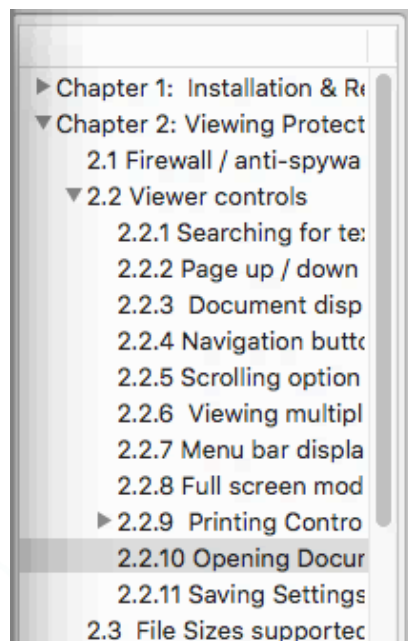 Chapter 1:  Installation & Re
Chapter 2: Viewing Protect
2.1 Firewall / anti-spywa
2.2 Viewer controls
2.2.1 Searching for te
2.2.2 Page up / down
2.2.3  Document disp
2.2.4 Navigation butto
2.2.5 Scrolling option
2.2.6  Viewing multipl
2.2.7 Menu bar displa
2.2.8 Full screen mod
2.2.9  Printing Contro
2.2.10 Opening Docur
2.2.11 Saving Settings
2.3  File Sizes supported